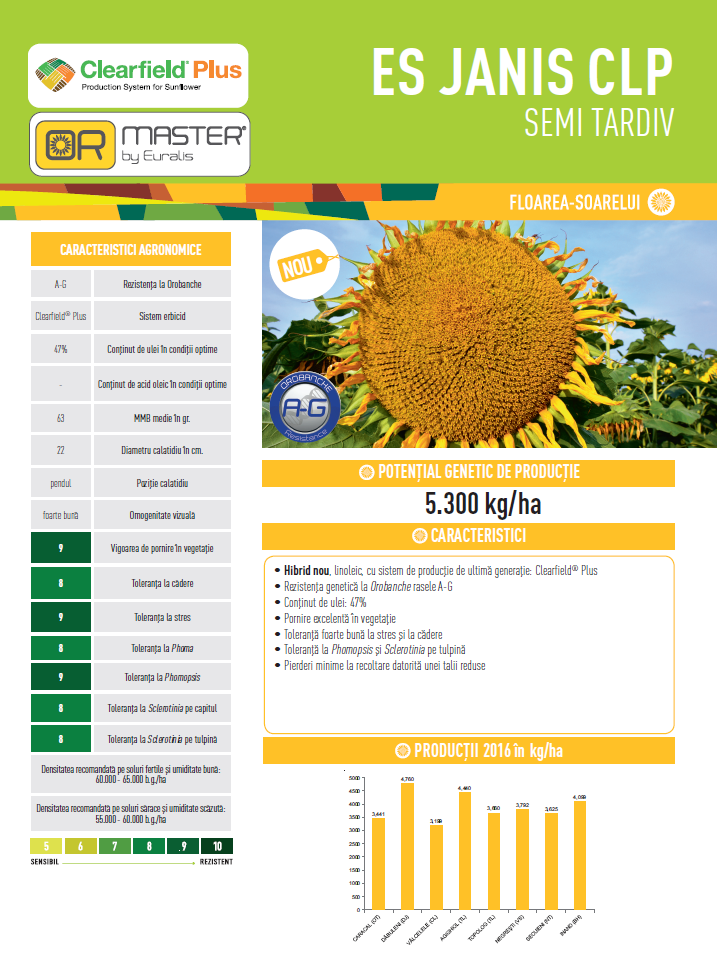 Clearfield® Plus
Production System for Sunflower
OR MASTER®
by Euralis
ES JANIS CLP
SEMI TARDIV
FLOAREA-SOARELUI
CARACTERISTICI AGRONOMICE
A-G Rezistența la Orobanche
Clearfield® Plus Sistem erbicid
47% Conținut de ulei în condiții optime
- Conținut de acid oleic în condiții optime
63 MMB medie în gr.
22 Diametru calatidiu în cm.
pendul Poziție calatidiu
foarte bună Omogenitate vizuală
9 Vigoarea de pornire în vegetație
8 Toleranța la cădere
9 Toleranța la stres
8 Toleranța la Phoma
9 Toleranța la Phomopsis
8 Toleranța la Sclerotinia pe capitul
8 Toleranța la Sclerotinia pe tulpină
Densitatea recomandată pe soluri fertile și umiditate bună:
60.000 - 65.000 b.g./ha
Densitatea recomandată pe soluri sărace și umiditate scăzută:
55.000 - 60.000 b.g./ha
5 6 7 8 .9 10
SENSIBIL REZISTENT
NOU
OROBANCHE
A-G
Resistance
POTENȚIAL GENETIC DE PRODUCȚIE
5.300 kg/ha
CARACTERISTICI
• Hibrid nou, linoleic, cu sistem de producție de ultimă generație: Clearfield® Plus
• Rezistența genetică la Orobanche rasele A-G
• Conținut de ulei: 47%
• Pornire excelentă în vegetație
• Toleranță foarte bună la stres și la cădere
• Toleranță la Phomopsis și Sclerotinia pe tulpină
• Pierderi minime la recoltare datorită unei talii reduse
PRODUCȚII 2016 în kg/ha
5000
4500
4000
3500
3000
2500
2000
1500
1000
500
0
3,441
4,760
3,199
4,440
3,660
3,792
3,625
4,099
CARACAL (OT)
DĂBULENI (DJ)
VÂLCELELE (CL)
AGIGHIOL (TL)
TOPOLOG (TL)
NEGREȘTI (VS)
SECUIENI (NT)
INAND (BH)